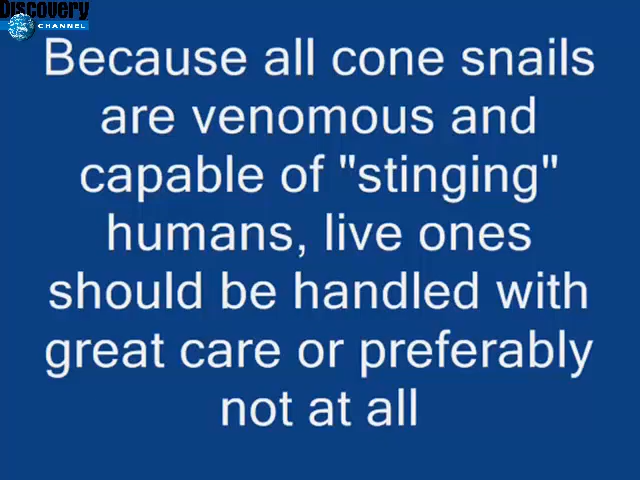 Discovery
CHANNEL
Because all cone snails
are venomous and
capable of "stinging"
humans, live ones
should be handled with
great care or preferably
not at all